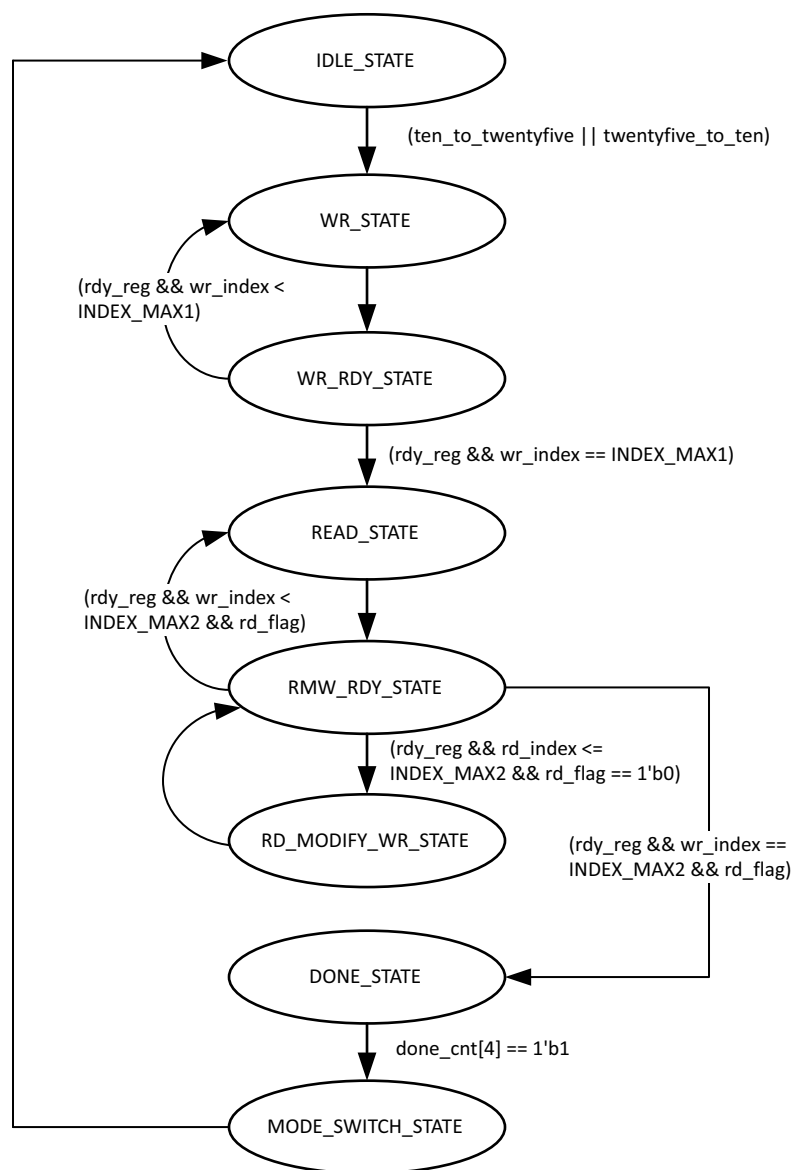 IDLE_STATE
(ten_to_twentyfive || twentyfive_to_ten)
WR_STATE
(rdy_reg && wr_index <
INDEX_MAX1)
WR_RDY_STATE
(rdy_reg && wr_index == INDEX_MAX1)
READ_STATE
(rdy_reg && wr_index <
INDEX_MAX2 && rd_flag)
RMW_RDY_STATE
(rdy_reg && rd_index <=
INDEX_MAX2 && rd_flag == 1'b0)
RD_MODIFY_WR_STATE
(rdy_reg && wr_index ==
INDEX_MAX2 && rd_flag)
DONE_STATE
done_cnt[4] == 1'b1
MODE_SWITCH_STATE